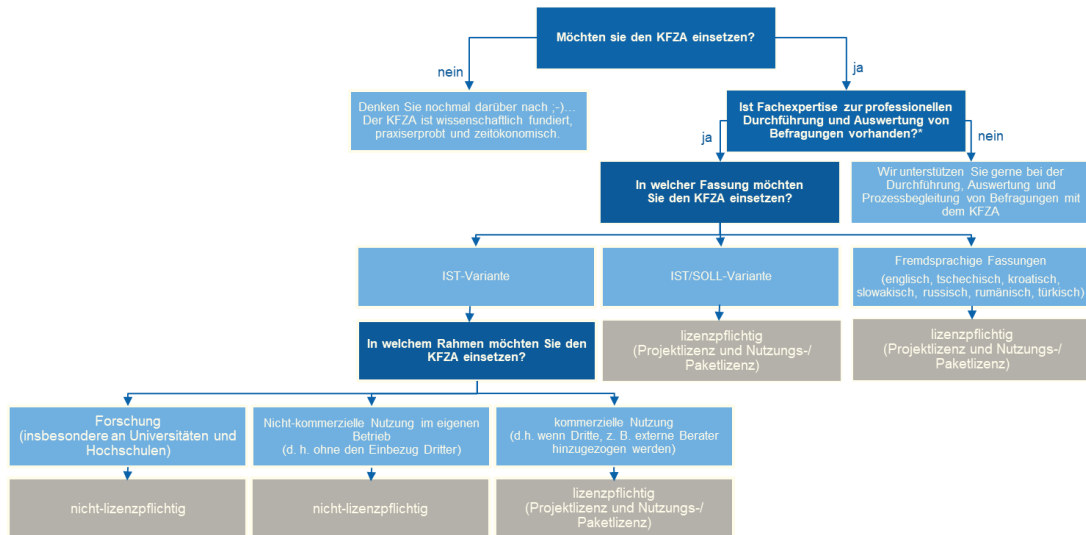 Möchten sie den KFZA einsetzen?
nein
ja
Denken Sie nochmal darüber nach ;-)...
Der KFZA ist wissenschaftlich fundiert,
praxiserprobt und zeitökonomisch.
Ist Fachexpertise zur professionellen
Durchführung und Auswertung von
Befragungen vorhanden?*
ja
nein
In welcher Fassung möchten
Sie den KFZA einsetzen?
Wir unterstützen Sie gerne bei der
Durchführung, Auswertung und
Prozessbegleitung von Befragungen mit
dem KFZA
IST-Variante
IST/SOLL-Variante
Fremdsprachige Fassungen
(englisch, tschechisch, kroatisch,
slowakisch, russisch, rumänisch, türkisch)
In welchem Rahmen möchten Sie den
KFZA einsetzen?
lizenzpflichtig
(Projektlizenz und Nutzungs-/
Paketlizenz)
lizenzpflichtig
(Projektlizenz und Nutzungs-/
Paketlizenz)
Forschung
(insbesondere an Universitäten und
Hochschulen)
Nicht-kommerzielle Nutzung im eigenen
Betrieb
(d. h. ohne den Einbezug Dritter)
kommerzielle Nutzung
(d.h. wenn Dritte, z. B. externe Berater
hinzugezogen werden)
nicht-lizenzpflichtig
nicht-lizenzpflichtig
lizenzpflichtig
(Projektlizenz und Nutzungs-/
Paketlizenz)